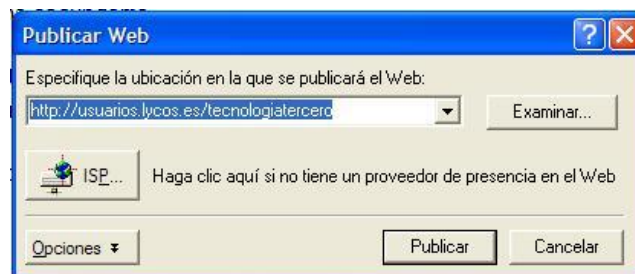 Publicar Web
Especifique la ubicación en la que se publicará el Web:
http://usuarios.lycos.es/tecnologiatercero
Examinar...
ISP...
Haga clic aquí si no tiene un proveedor de presencia en el Web
Opciones
Publicar
Cancelar